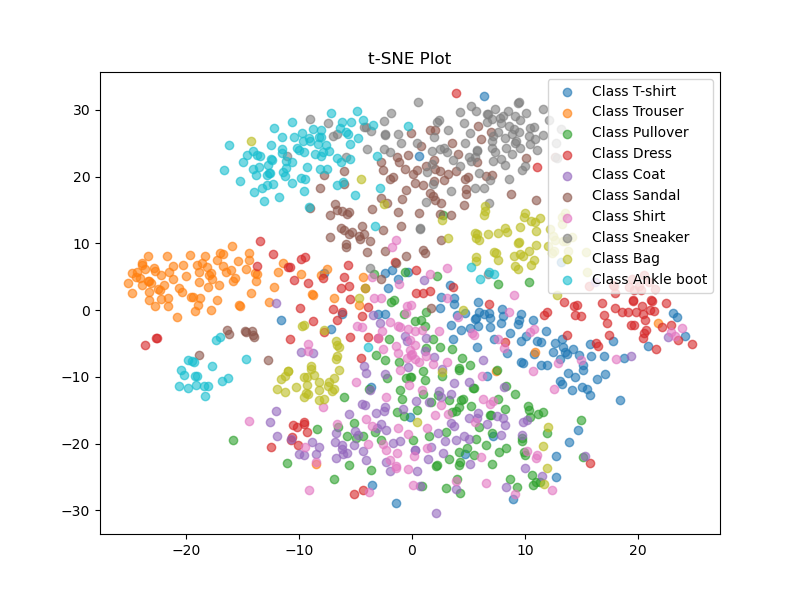 t-SNE Plot
Class T-shirt
Class Trouser
Class Pullover
Class Dress
Class Coat
Class Sandal
Class Shirt
Class Sneaker
Class Bag
Class Ankle boot
30
20
10
0
−10
−20
−30
−20
−10
0
10
20